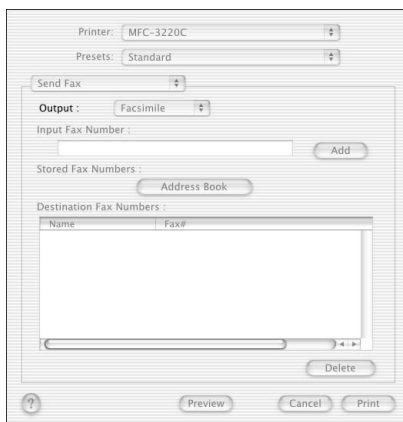 Printer: MFC-3220C
Presets: Standard
Send Fax
Output : Facsimile
Input Fax Number :
Add
Stored Fax Numbers :
Address Book
Destination Fax Numbers :
Name Fax#
Delete
? Preview Cancel Print